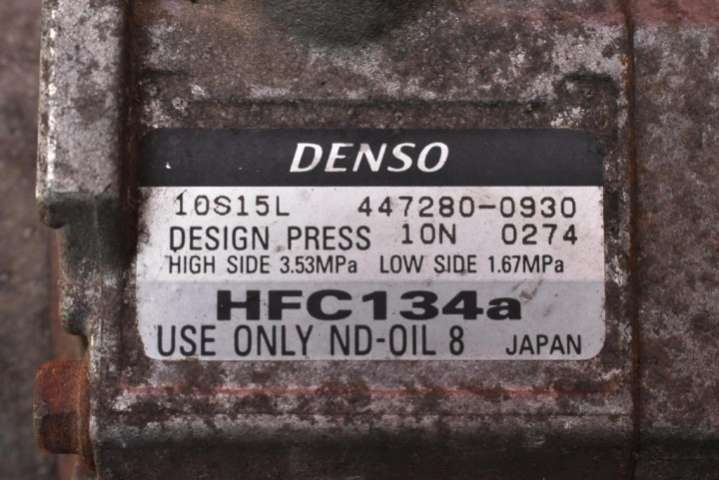 DENSO
10S15L 447280-0930
DESIGN PRESS 10N 0274
HIGH SIDE 3.53MPa LOW SIDE 1.67MPa
HFC134a
USE ONLY ND-OIL 8 JAPAN